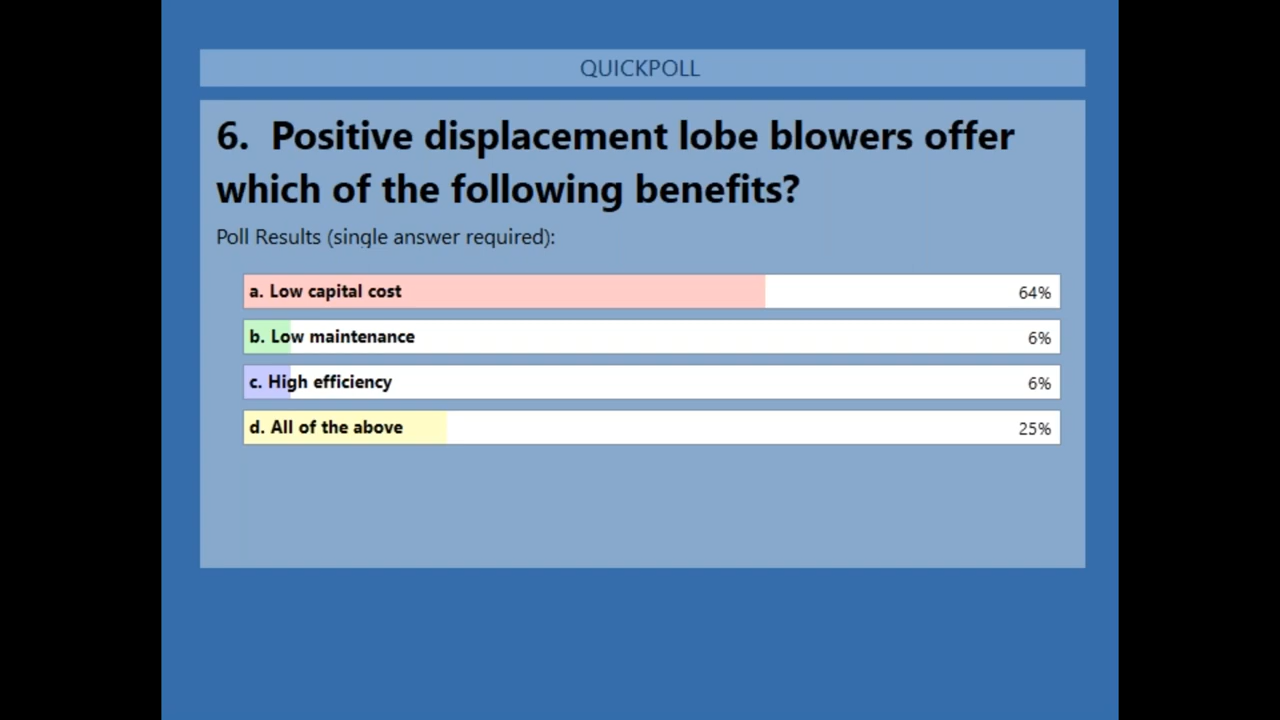 QUICKPOLL
6. Positive displacement lobe blowers offer
which of the following benefits?
Poll Results (single answer required):
a. Low capital cost 64%
b. Low maintenance 6%
c. High efficiency 6%
d. All of the above 25%